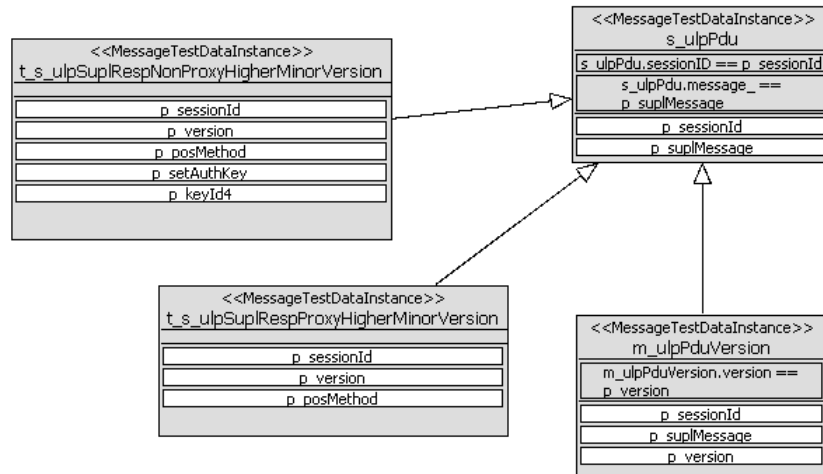 <<MessageTestDataInstance>>
t_s_ulpSuplRespNonProxyHigherMinorVersion
p_sessionId
p_version
p_posMethod
p_setAuthKey
p_keyId4
<<MessageTestDataInstance>>
s_ulpPdu
s_ulpPdu.sessionID == p_sessionId
s_ulpPdu.message_ ==
p_suplMessage
p_sessionId
p_suplMessage
<<MessageTestDataInstance>>
t_s_ulpSuplRespProxyHigherMinorVersion
p_sessionId
p_version
p_posMethod
<<MessageTestDataInstance>>
m_ulpPduVersion
m_ulpPduVersion.version ==
p_version
p_sessionId
p_suplMessage
p_version